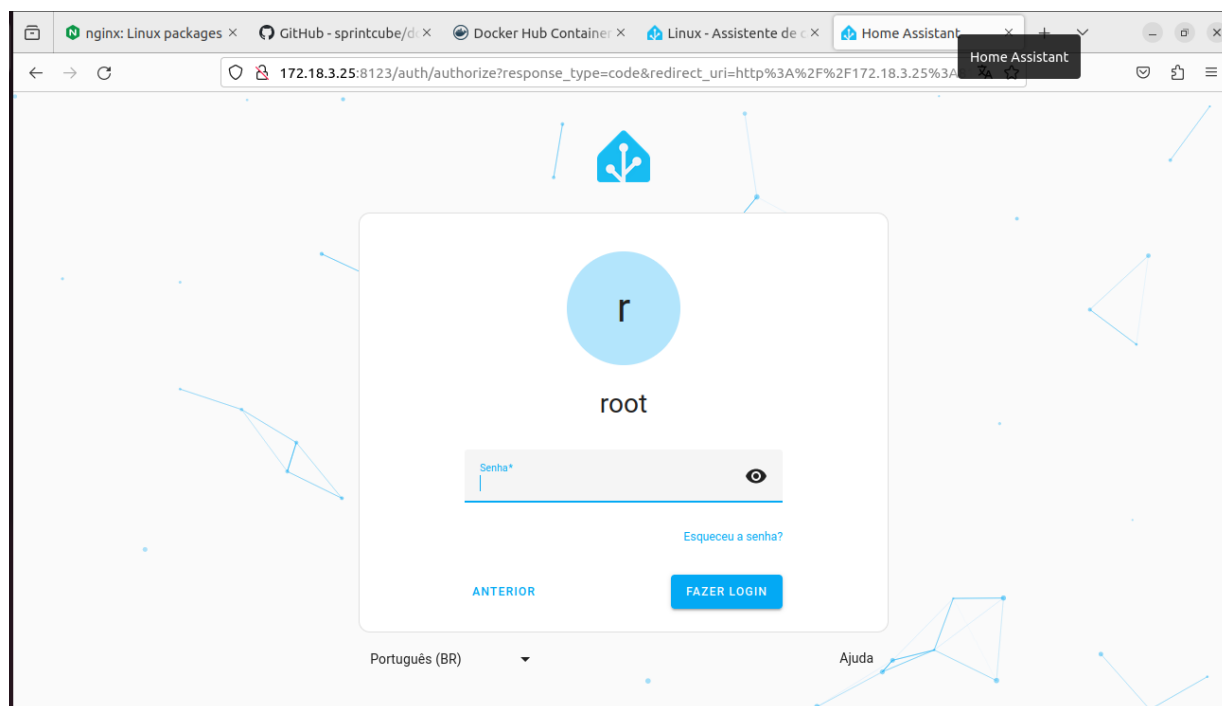 nginx: Linux packages
GitHub - sprintcube/d
Docker Hub Container
Linux - Assistente de c
Home Assistant
Home Assistant
172.18.3.25:8123/auth/authorize?response_type=code&redirect_uri=http%3A%2F%2F172.18.3.25%3A
r
root
Senha*
Esqueceu a senha?
ANTERIOR
FAZER LOGIN
Português (BR)
Ajuda